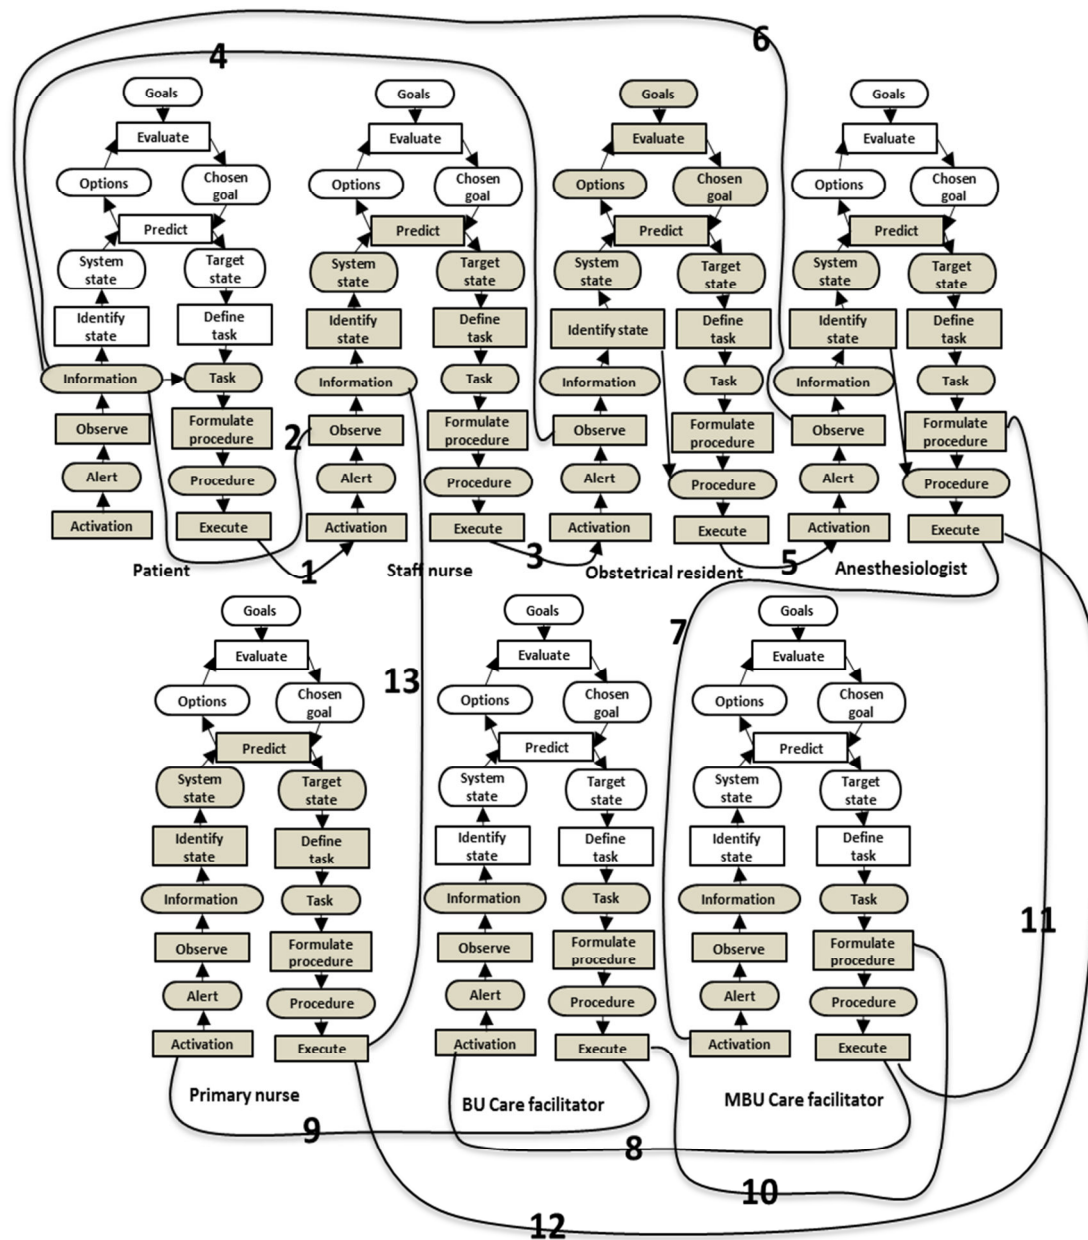 4
6
Goals
Goals
Goals
Goals
Evaluate
Evaluate
Evaluate
Evaluate
Options
Chosen
goal
Options
Chosen
goal
Options
Chosen
goal
Options
Chosen
goal
Predict
Predict
Predict
Predict
System
state
Target
state
System
state
Target
state
System
state
Target
state
System
state
Target
state
Identify
state
Define
task
Identify
state
Define
task
Identify state
Define
task
Identify
state
Define
task
Information
Task
Information
Task
Information
Task
Information
Task
Observe
Formulate
procedure
2
Observe
Formulate
procedure
Observe
Formulate
procedure
Observe
Formulate
procedure
Alert
Procedure
Alert
Procedure
Alert
Procedure
Alert
Procedure
Activation
Execute
Activation
Execute
Activation
Execute
Activation
Execute
Patient
1
Staff nurse
3
Obstetrical resident
5
Anesthesiologist
Goals
Goals
Goals
7
Evaluate
Evaluate
Evaluate
13
Options
Chosen
goal
Options
Chosen
goal
Options
Chosen
goal
Predict
Predict
Predict
System
state
Target
state
System
state
Target
state
System
state
Target
state
Identify
state
Define
task
Identify
state
Define
task
Identify
state
Define
task
Information
Task
Information
Task
Information
Task
11
Observe
Formulate
procedure
Observe
Formulate
procedure
Observe
Formulate
procedure
Alert
Procedure
Alert
Procedure
Alert
Procedure
Activation
Execute
Activation
Execute
Activation
Execute
Primary nurse
BU Care facilitator
MBU Care facilitator
9
8
10
12